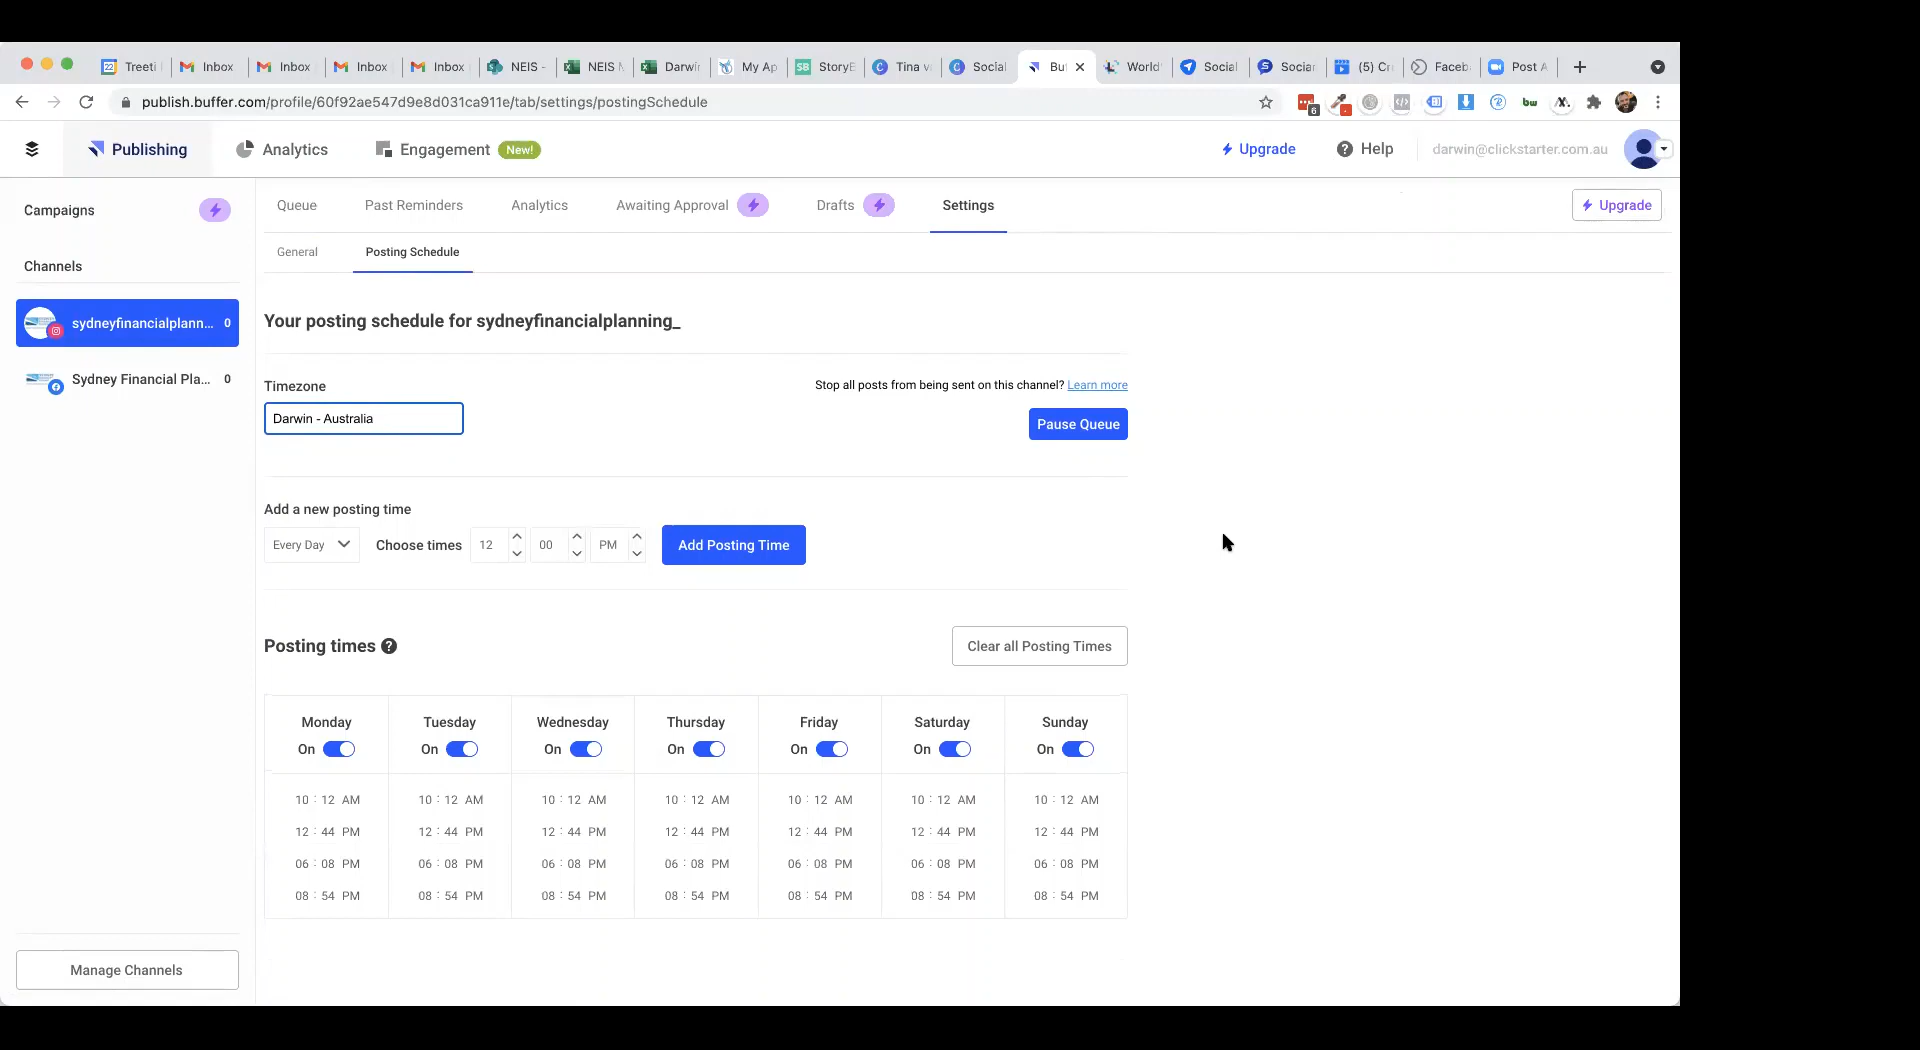 22 Treeti Inbox Inbox Inbox Inbox NEIS - NEIS Darwi My Ap SB StoryE Tina v Social Bu World Social Social (5) Cr Faceb Post A
publish.buffer.com/profile/60f92ae547d9e8d031ca911e/tab/settings/postingSchedule
Publishing Analytics Engagement New! Upgrade Help darwin@clickstarter.com.au
Campaigns Queue Past Reminders Analytics Awaiting Approval Drafts Settings Upgrade
General Posting Schedule
Channels
sydneyfinancialplann... 0
Sydney Financial Pla... 0
Your posting schedule for sydneyfinancialplanning_
Timezone Stop all posts from being sent on this channel? Learn more
Darwin - Australia Pause Queue
Add a new posting time
Every Day Choose times 12 00 PM Add Posting Time
Posting times ? Clear all Posting Times
Monday Tuesday Wednesday Thursday Friday Saturday Sunday
On On On On On On On
10 : 12 AM 10 : 12 AM 10 : 12 AM 10 : 12 AM 10 : 12 AM 10 : 12 AM 10 : 12 AM
12 : 44 PM 12 : 44 PM 12 : 44 PM 12 : 44 PM 12 : 44 PM 12 : 44 PM 12 : 44 PM
06 : 08 PM 06 : 08 PM 06 : 08 PM 06 : 08 PM 06 : 08 PM 06 : 08 PM 06 : 08 PM
08 : 54 PM 08 : 54 PM 08 : 54 PM 08 : 54 PM 08 : 54 PM 08 : 54 PM 08 : 54 PM
Manage Channels